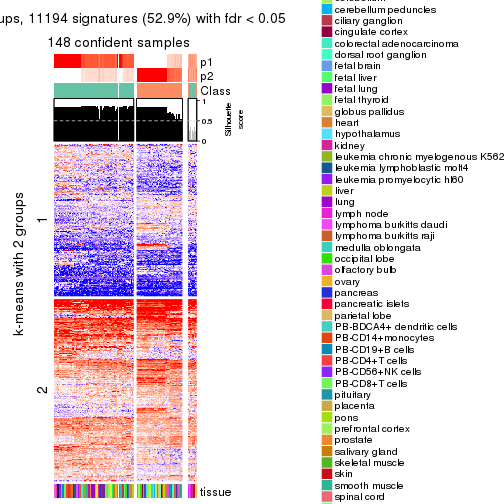 ups, 11194 signatures (52.9%) with fdr < 0.05
148 confident samples
p1
p2
Class
1
0.5
0
Silhouette
score
k-means with 2 groups
1
2
tissue
cerebellum peduncles
ciliary ganglion
cingulate cortex
colorectal adenocarcinoma
dorsal root ganglion
fetal brain
fetal liver
fetal lung
fetal thyroid
globus pallidus
heart
hypothalamus
kidney
leukemia chronic myelogenous K562
leukemia lymphoblastic molt4
leukemia promyelocytic hl60
liver
lung
lymph node
lymphoma burkitts daudi
lymphoma burkitts raji
medulla oblongata
occipital lobe
olfactory bulb
ovary
pancreas
pancreatic islets
parietal lobe
PB-BDCA4+ dendritic cells
PB-CD14+monocytes
PB-CD19+B cells
PB-CD4+T cells
PB-CD56+NK cells
PB-CD8+T cells
pituitary
placenta
pons
prefrontal cortex
prostate
salivary gland
skeletal muscle
skin
smooth muscle
spinal cord